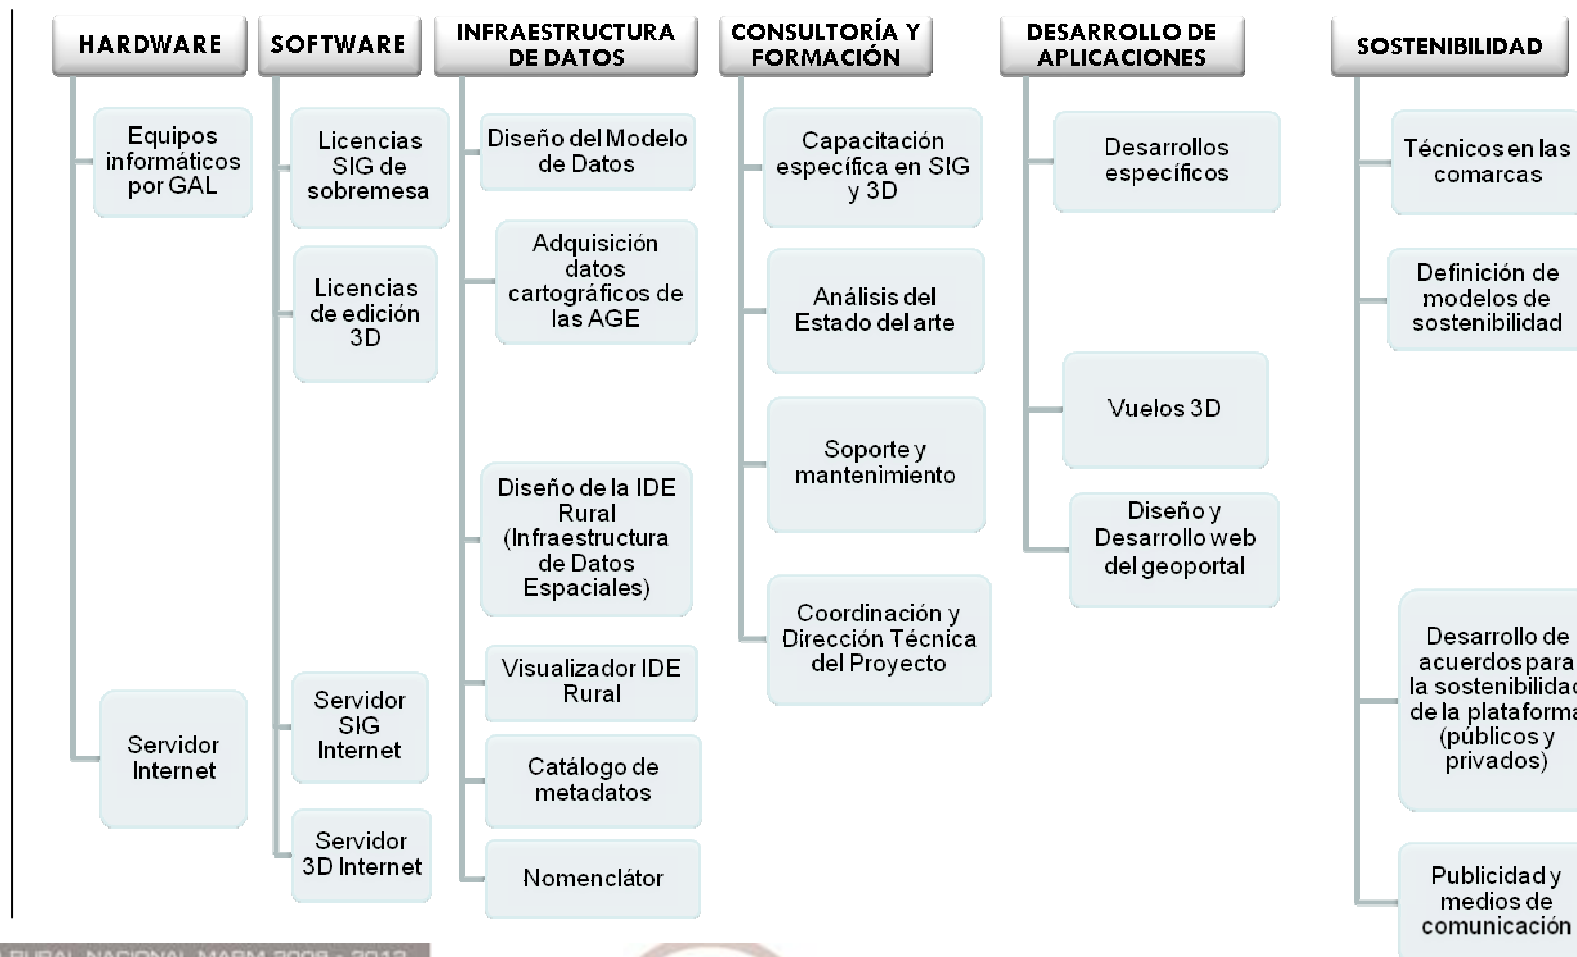 HARDWARE
Equipos
informáticos
por GAL
Servidor
Internet
SOFTWARE
Licencias
SIG de
sobremesa
Licencias
de edición
3D
Servidor
SIG
Internet
Servidor
3D Internet
INFRAESTRUCTURA
DE DATOS
Diseño del Modelo
de Datos
Adquisición
datos
cartográficos de
las AGE
Diseño de la IDE
Rural
(Infraestructura
de Datos
Espaciales)
Visualizador IDE
Rural
Catálogo de
metadatos
Nomenclátor
CONSULTORÍA Y
FORMACIÓN
Capacitación
específica en SIG
y 3D
Análisis del
Estado del arte
Soporte y
mantenimiento
Coordinación y
Dirección Técnica
del Proyecto
DESARROLLO DE
APLICACIONES
Desarrollos
específicos
Vuelos 3D
Diseño y
Desarrollo web
del geoportal
SOSTENIBILIDAD
Técnicos en las
comarcas
Definición de
modelos de
sostenibilidad
Desarrollo de
acuerdos para
la sostenibilidad
de la plataforma
(públicos y
privados)
Publicidad y
medios de
comunicación
RURAL NACIONAL MARM 2008 - 2013